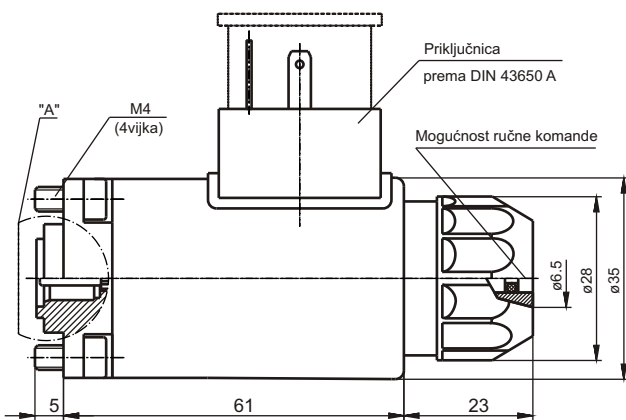 Priključnica
prema DIN 43650 A
"A"
M4
(4vijka)
Mogućnost ručne komande
ø6.5
ø28
ø35
5
61
23